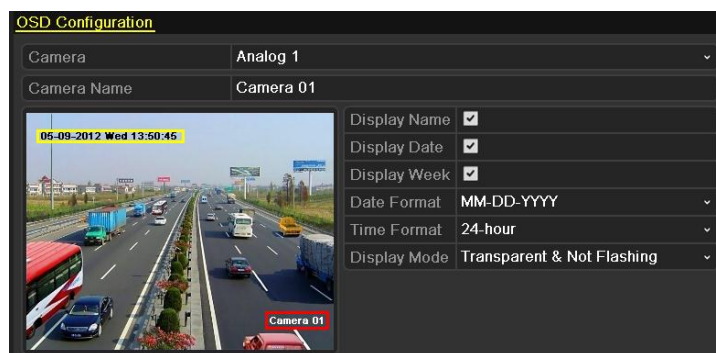 OSD Configuration
Camera Analog 1
Camera Name Camera 01
05-09-2012 Wed 13:50:45
Camera 01
Display Name
Display Date
Display Week
Date Format MM-DD-YYYY
Time Format 24-hour
Display Mode Transparent & Not Flashing